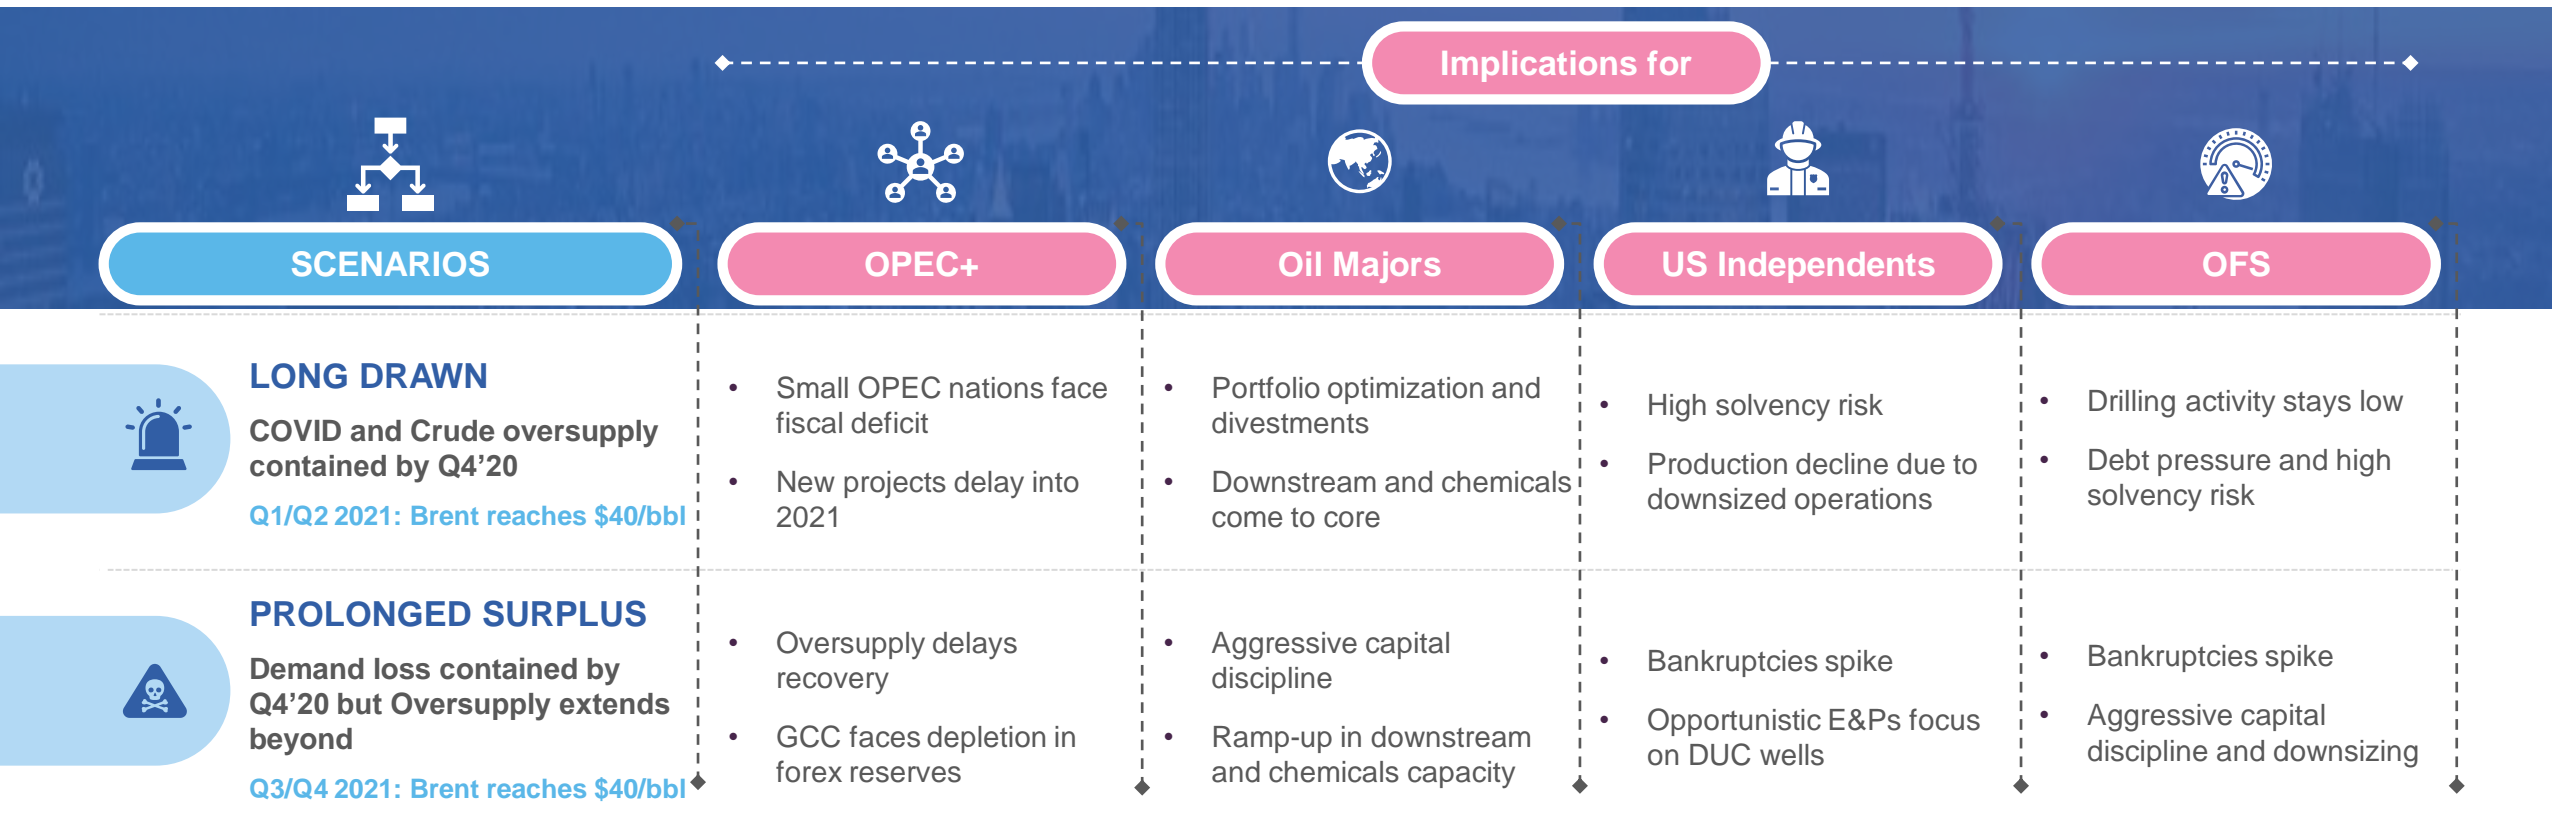 Implications for
SCENARIOS
OPEC+
Oil Majors
US Independents
OFS
LONG DRAWN
COVID and Crude oversupply
contained by Q4’20
Q1/Q2 2021: Brent reaches $40/bbl
• Small OPEC nations face
fiscal deficit
• New projects delay into
2021
• Portfolio optimization and
divestments
• Downstream and chemicals
come to core
• High solvency risk
• Production decline due to
downsized operations
• Drilling activity stays low
• Debt pressure and high
solvency risk
PROLONGED SURPLUS
Demand loss contained by
Q4’20 but Oversupply extends
beyond
Q3/Q4 2021: Brent reaches $40/bbl
• Oversupply delays
recovery
• GCC faces depletion in
forex reserves
• Aggressive capital
discipline
• Ramp-up in downstream
and chemicals capacity
• Bankruptcies spike
• Opportunistic E&Ps focus
on DUC wells
• Bankruptcies spike
• Aggressive capital
discipline and downsizing